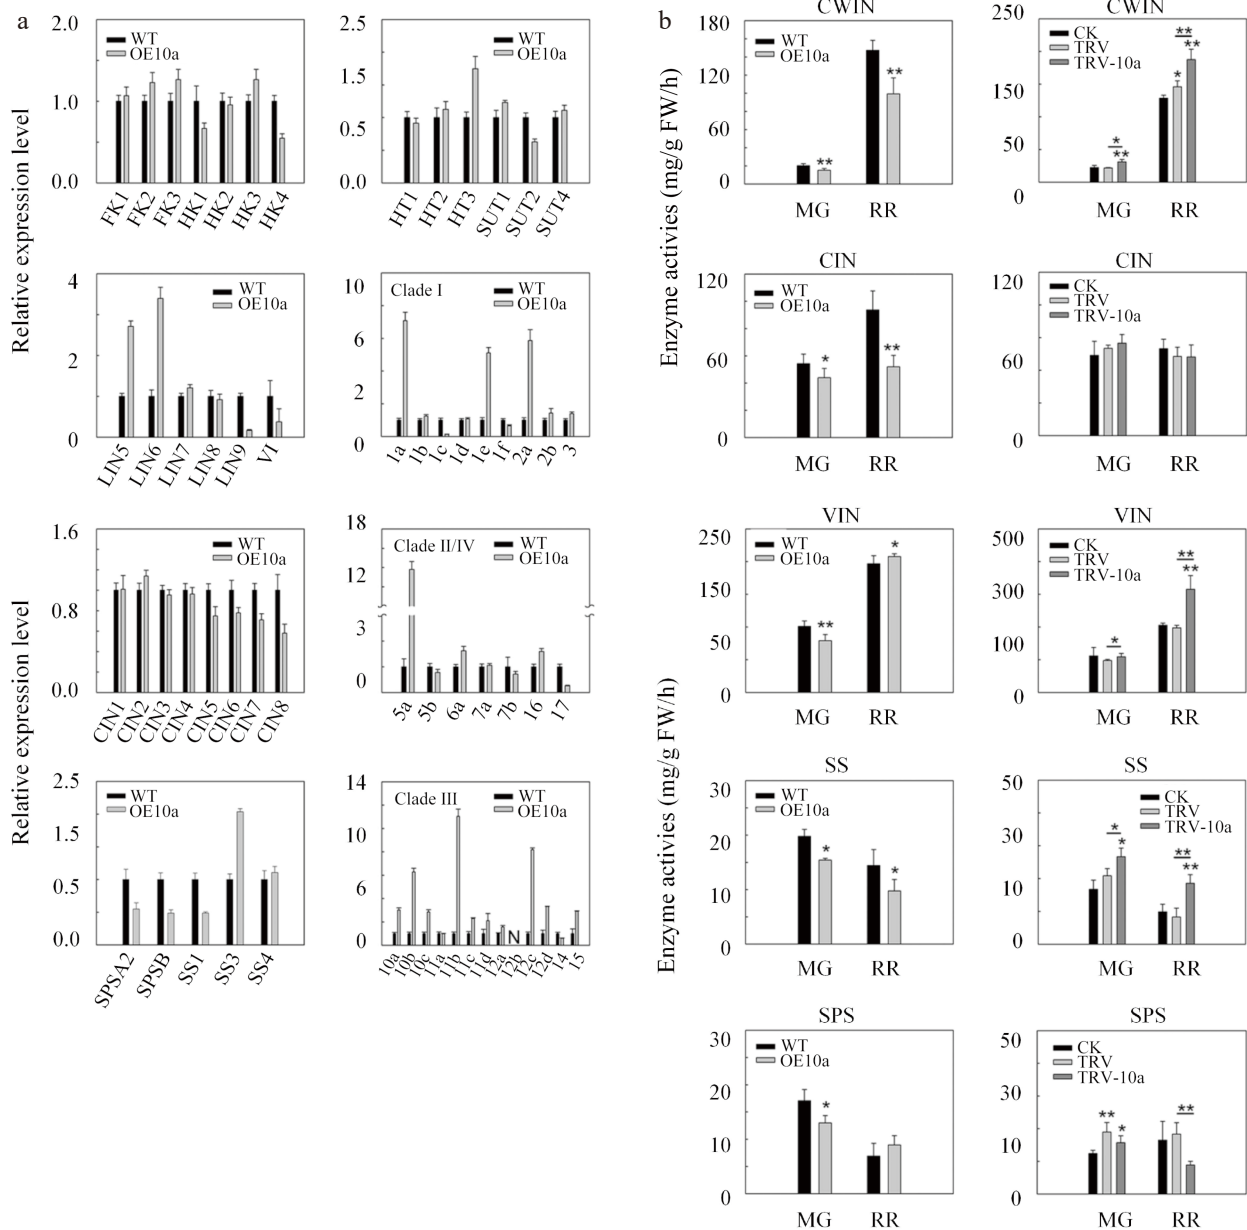 a
Relative expression level
2.0
1.0
0.0
WT
OE10a
FK1
FK2
FK3
HK1
HK2
HK3
HK4
2.5
1.5
0.5
0.0
WT
OE10a
HT1
HT2
HT3
SUT1
SUT2
SUT4
4
2
0
WT
OE10a
LIN5
LIN6
LIN7
LIN8
LIN9
VI
10
6
2
0
Clade I
WT
OE10a
1a
1b
1c
1d
1e
1f
2a
2b
3
Relative expression level
1.6
0.8
0.0
WT
OE10a
CIN1
CIN2
CIN3
CIN4
CIN5
CIN6
CIN7
CIN8
18
12
3
0
Clade II/IV
WT
OE10a
5a
5b
6a
7a
7b
16
17
2.5
1.5
0.5
0.0
WT
OE10a
SPSA2
SPSB
SS1
SS3
SS4
14
10
6
2
0
Clade III
WT
OE10a
N
10a
10b
10c
11a
11b
11c
11d
12a
12b
12c
12d
14
15
b
Enzyme activies (mg/g FW/h)
CWIN
180
120
60
0
WT
OE10a
**
**
MG
RR
CWIN
250
150
50
0
CK
TRV
TRV-10a
*
**
*
**
**
MG
RR
CIN
120
60
0
WT
OE10a
*
**
MG
RR
CIN
120
60
0
CK
TRV
TRV-10a
MG
RR
Enzyme activies (mg/g FW/h)
VIN
250
150
50
0
WT
OE10a
**
*
MG
RR
VIN
500
300
100
0
CK
TRV
TRV-10a
*
**
**
MG
RR
SS
30
20
10
0
WT
OE10a
*
*
MG
RR
SS
50
30
10
0
CK
TRV
TRV-10a
*
*
**
**
MG
RR
SPS
30
20
10
0
WT
OE10a
*
MG
RR
SPS
50
30
10
0
CK
TRV
TRV-10a
**
*
**
MG
RR